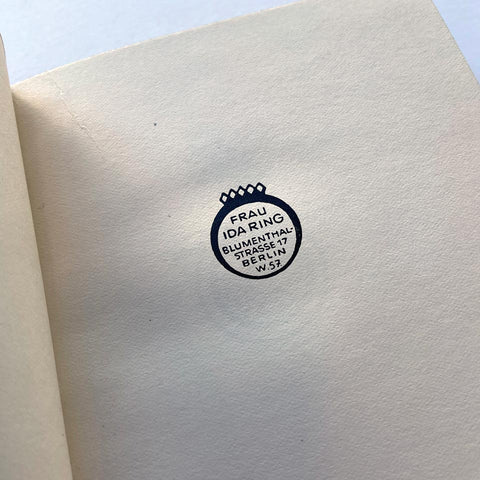 FRAU
IDA RING
BLUMENTHAL-
STRASSE 17
BERLIN
W.57